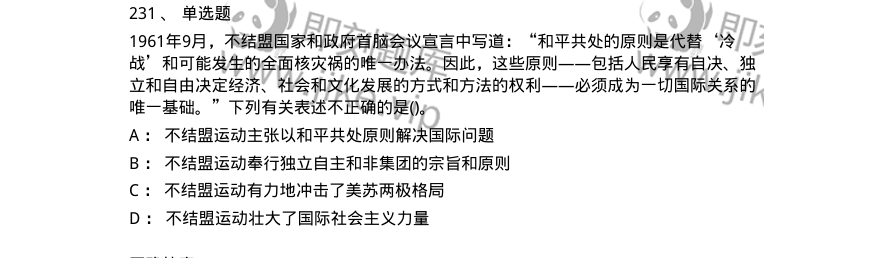 231 、 单选题
1961年9月，不结盟国家和政府首脑会议宣言中写道：“和平共处的原则是代替‘冷
战’和可能发生的全面核灾祸的唯一办法。因此，这些原则——包括人民享有自决、独
立和自由决定经济、社会和文化发展的方式和方法的权利——必须成为一切国际关系的
唯一基础。”下列有关表述不正确的是()。
A： 不结盟运动主张以和平共处原则解决国际问题
B： 不结盟运动奉行独立自主和非集团的宗旨和原则
C： 不结盟运动有力地冲击了美苏两极格局
D： 不结盟运动壮大了国际社会主义力量
即刻题库
www.jike.vip